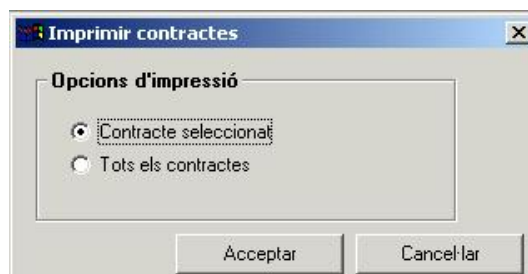 Imprimir contractes
Opcions d'impressió
Contracte seleccionat
Tots els contractes
Acceptar
Cancel·lar